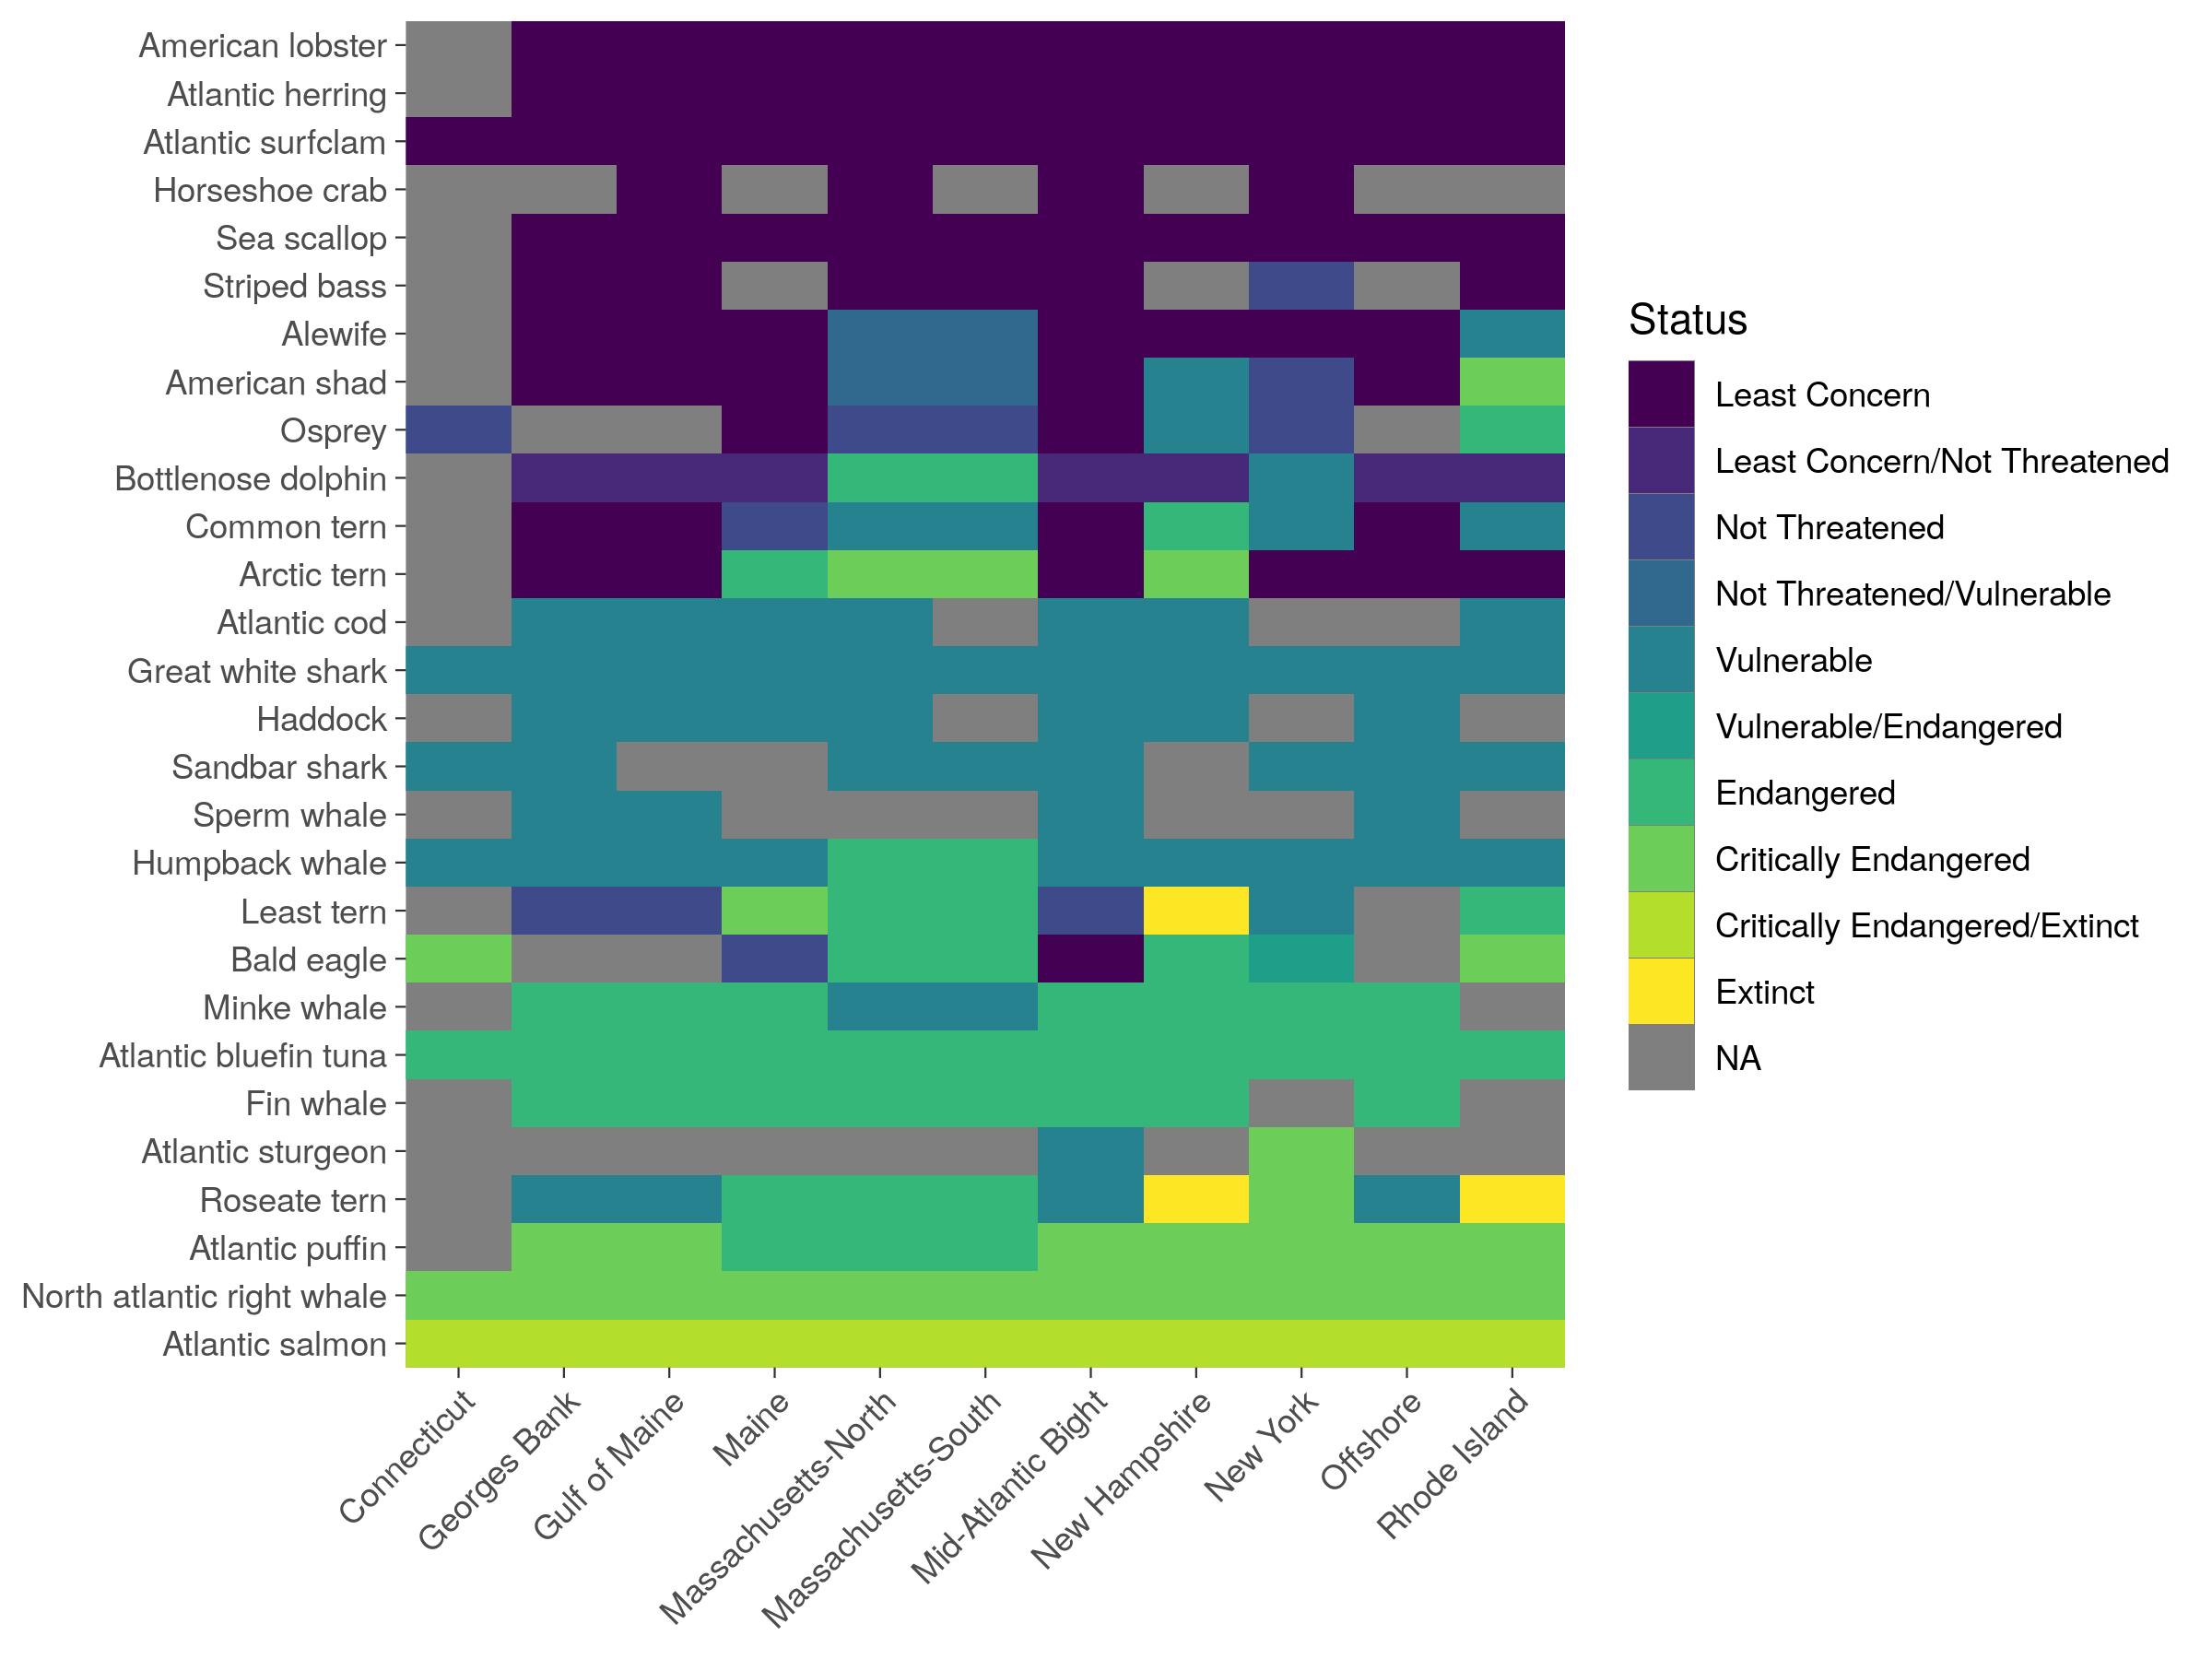 American lobster
Atlantic herring
Atlantic surfclam
Horseshoe crab
Sea scallop
Striped bass
Alewife
American shad
Osprey
Bottlenose dolphin
Common tern
Arctic tern
Atlantic cod
Great white shark
Haddock
Sandbar shark
Sperm whale
Humpback whale
Least tern
Bald eagle
Minke whale
Atlantic bluefin tuna
Fin whale
Atlantic sturgeon
Roseate tern
Atlantic puffin
North atlantic right whale
Atlantic salmon
Connecticut
Georges Bank
Gulf of Maine
Maine
Massachusetts-North
Massachusetts-South
Mid-Atlantic Bight
New Hampshire
New York
Offshore
Rhode Island
Status
Least Concern
Least Concern/Not Threatened
Not Threatened
Not Threatened/Vulnerable
Vulnerable
Vulnerable/Endangered
Endangered
Critically Endangered
Critically Endangered/Extinct
Extinct
NA